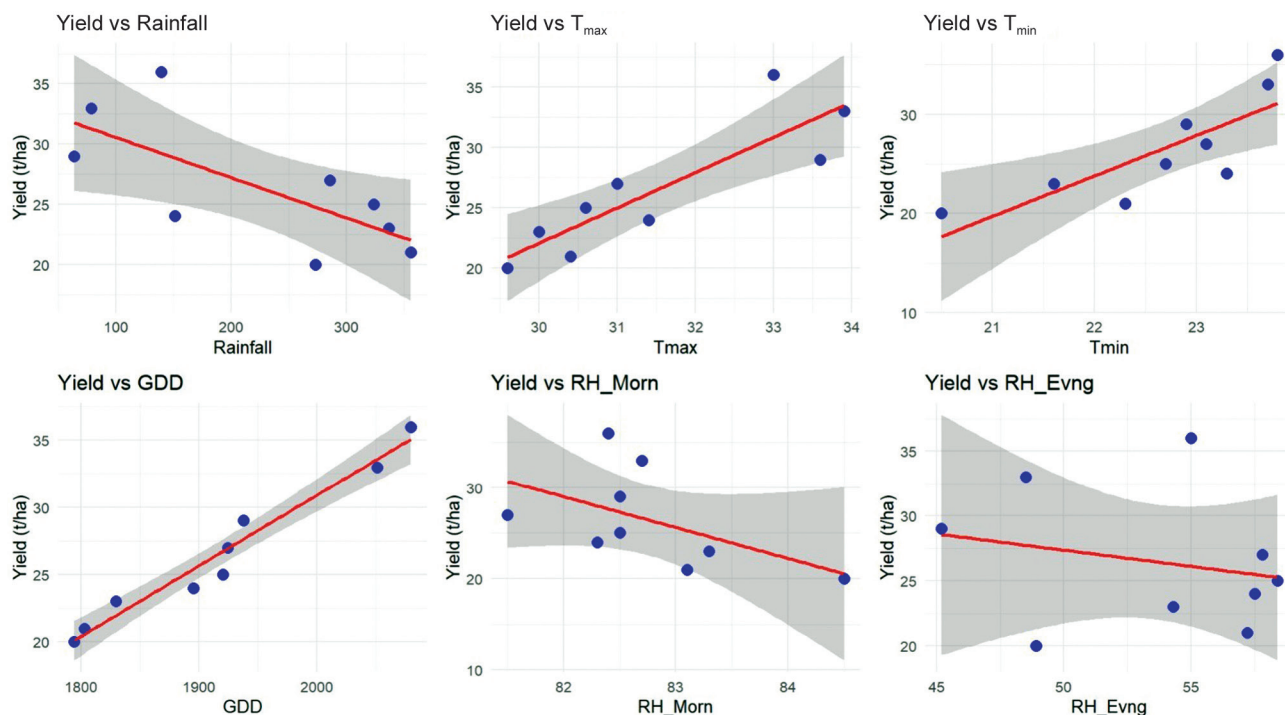 Yield vs Rainfall
Yield (t/ha)
35
30
25
20
100 200 300
Rainfall
Yield vs Tmax
Yield (t/ha)
35
30
25
20
30 31 32 33 34
Tmax
Yield vs Tmin
Yield (t/ha)
30
20
10
21 22 23
Tmin
Yield vs GDD
Yield (t/ha)
35
30
25
20
1800 1900 2000
GDD
Yield vs RH_Morn
Yield (t/ha)
30
20
10
82 83 84
RH_Morn
Yield vs RH_Evng
Yield (t/ha)
35
30
25
20
45 50 55
RH_Evng